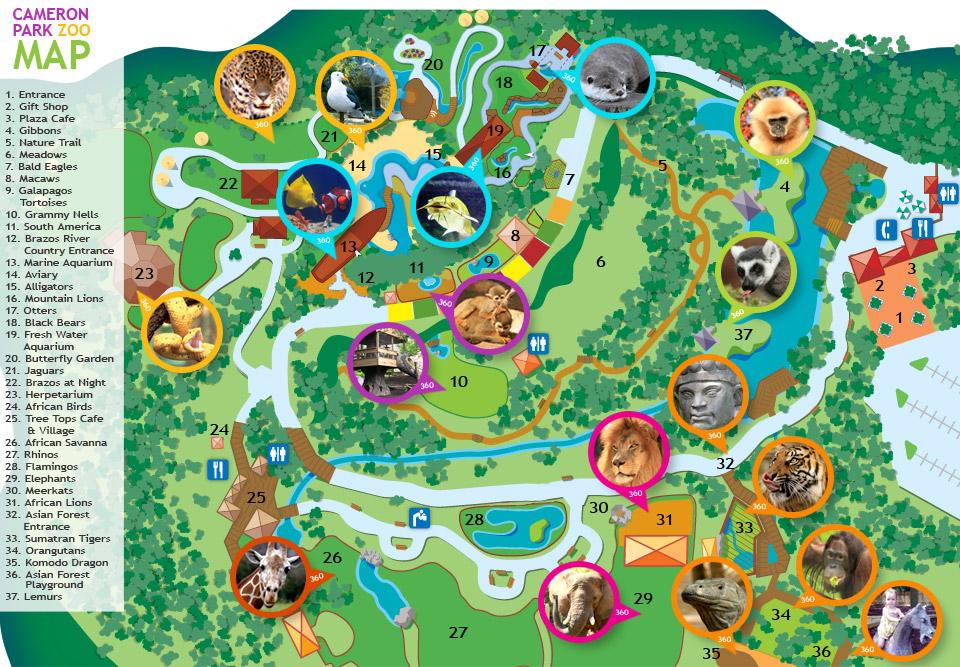 CAMERON
PARK ZOO
MAP
1. Entrance
2. Gift Shop
3. Plaza Cafe
4. Gibbons
5. Nature Trail
6. Meadows
7. Bald Eagles
8. Macaws
9. Galapagos
Tortoises
10. Grammy Nells
11. South America
12. Brazos River
Country Entrance
13. Marine Aquarium
14. Aviary
15. Alligators
16. Mountain Lions
17. Otters
18. Black Bears
19. Fresh Water
Aquarium
20. Butterfly Garden
21. Jaguars
22. Brazos at Night
23. Herpetarium
24. African Birds
25. Tree Tops Cafe
& Village
26. African Savanna
27. Rhinos
28. Flamingos
29. Elephants
30. Meerkats
31. African Lions
32. Asian Forest
Entrance
33. Sumatran Tigers
34. Orangutans
35. Komodo Dragon
36. Asian Forest
Playground
37. Lemurs
17
20
360
18
360
360
19
21
14
15
360
5
360
16
7
4
22
8
13
360
6
12
11
9
3
23
2
360
360
1
360
37
360
10
24
360
32
25
360
30
28
31
33
360
26
360
360
360
29
34
27
360
35
36
360